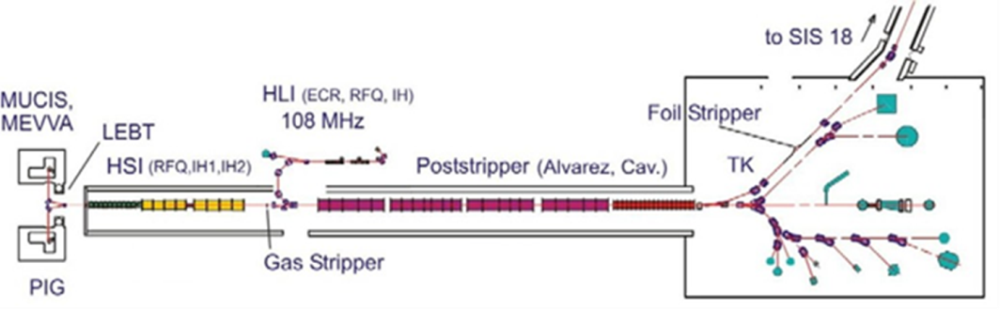 to SIS 18
MUCIS,
MEVVA
LEBT
HLI (ECR, RFQ, IH)
108 MHz
Foil Stripper
HSI (RFQ,IH1,IH2)
Poststripper (Alvarez, Cav.)
TK
Gas Stripper
PIG